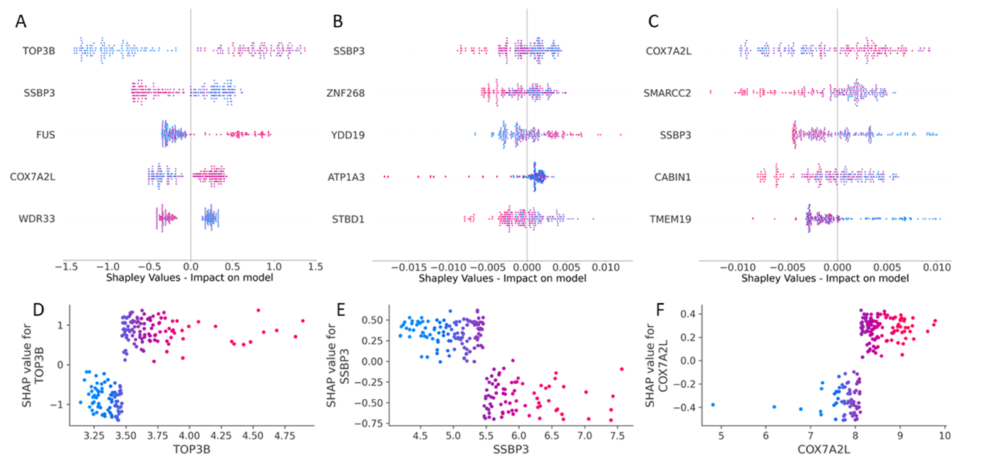 A
TOP3B
SSBP3
FUS
COX7A2L
WDR33
−1.5 −1.0 −0.5 0.0 0.5 1.0 1.5
Shapley Values - Impact on model
B
SSBP3
ZNF268
YDD19
ATP1A3
STBD1
−0.015 −0.010 −0.005 0.000 0.005 0.010
Shapley Values - Impact on model
C
COX7A2L
SMARCC2
SSBP3
CABIN1
TMEM19
−0.010 −0.005 0.000 0.005 0.010
Shapley Values - Impact on model
D
SHAP value for
TOP3B
1
0
−1
3.25 3.50 3.75 4.00 4.25 4.50 4.75
TOP3B
E
SHAP value for
SSBP3
0.50
0.25
0.00
−0.25
−0.50
−0.75
4.5 5.0 5.5 6.0 6.5 7.0 7.5
SSBP3
F
SHAP value for
COX7A2L
0.4
0.2
0.0
−0.2
−0.4
5 6 7 8 9 10
COX7A2L